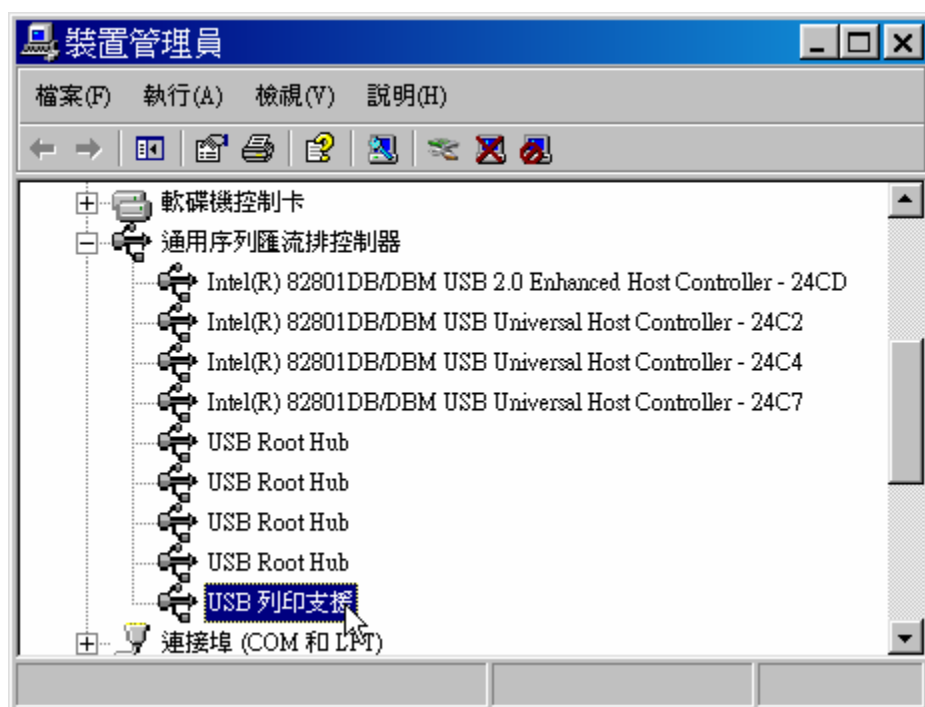 裝置管理員
檔案(F) 執行(A) 檢視(V) 說明(H)
軟碟機控制卡
通用序列匯流排控制器
Intel(R) 82801DB/DBM USB 2.0 Enhanced Host Controller - 24CD
Intel(R) 82801DB/DBM USB Universal Host Controller - 24C2
Intel(R) 82801DB/DBM USB Universal Host Controller - 24C4
Intel(R) 82801DB/DBM USB Universal Host Controller - 24C7
USB Root Hub
USB Root Hub
USB Root Hub
USB Root Hub
USB 列印支援
連接埠 (COM 和 LPT)